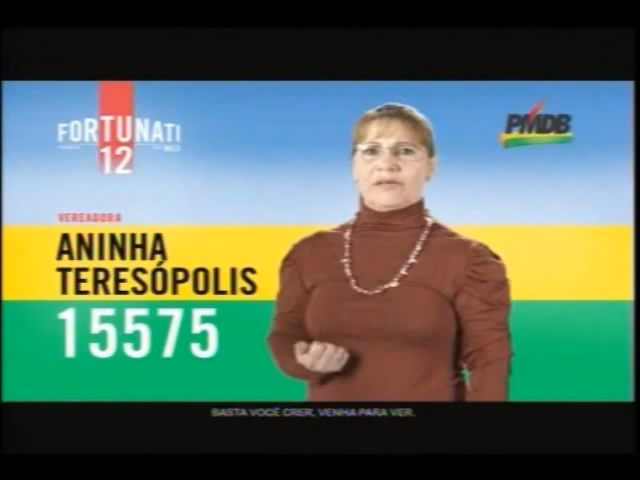 FORTUNATI
12
PMDB
VEREADORA
ANINHA
TERESÓPOLIS
15575
BASTA VOCÊ CRER, VENHA PARA VER.